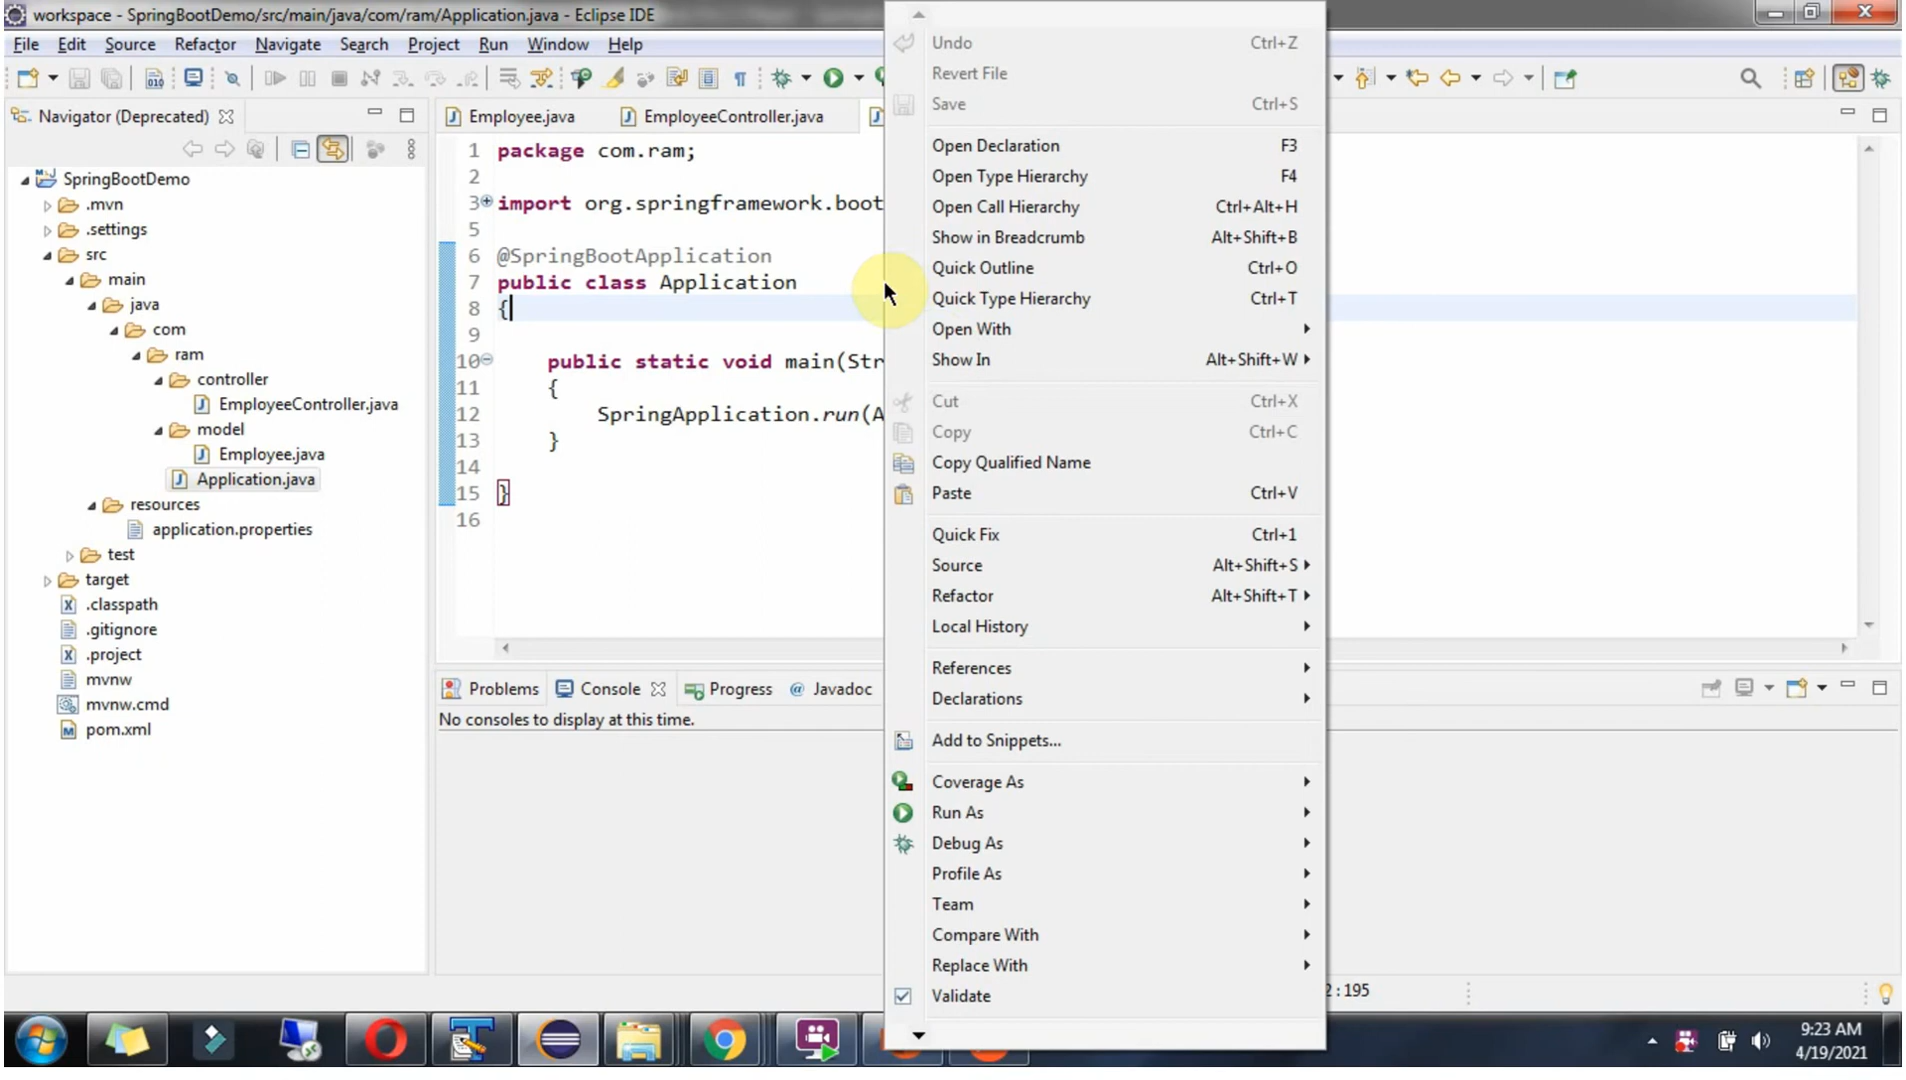 workspace - SpringBootDemo/src/main/java/com/ram/Application.java - Eclipse IDE
File Edit Source Refactor Navigate Search Project Run Window Help
Navigator (Deprecated)
SpringBootDemo
.mvn
.settings
src
main
java
com
ram
controller
EmployeeController.java
model
Employee.java
Application.java
resources
application.properties
test
target
.classpath
.gitignore
.project
mvnw
mvnw.cmd
pom.xml
Employee.java EmployeeController.java
1 package com.ram;
2
3 import org.springframework.boot
5
6 @SpringBootApplication
7 public class Application
8 {
9
10 public static void main(Str
11 {
12 SpringApplication.run(A
13 }
14
15 }
16
Problems Console Progress @ Javadoc
No consoles to display at this time.
Undo Ctrl+Z
Revert File
Save Ctrl+S
Open Declaration F3
Open Type Hierarchy F4
Open Call Hierarchy Ctrl+Alt+H
Show in Breadcrumb Alt+Shift+B
Quick Outline Ctrl+O
Quick Type Hierarchy Ctrl+T
Open With
Show In Alt+Shift+W
Cut Ctrl+X
Copy Ctrl+C
Copy Qualified Name
Paste Ctrl+V
Quick Fix Ctrl+1
Source Alt+Shift+S
Refactor Alt+Shift+T
Local History
References
Declarations
Add to Snippets...
Coverage As
Run As
Debug As
Profile As
Team
Compare With
Replace With
Validate
2 : 195
9:23 AM
4/19/2021